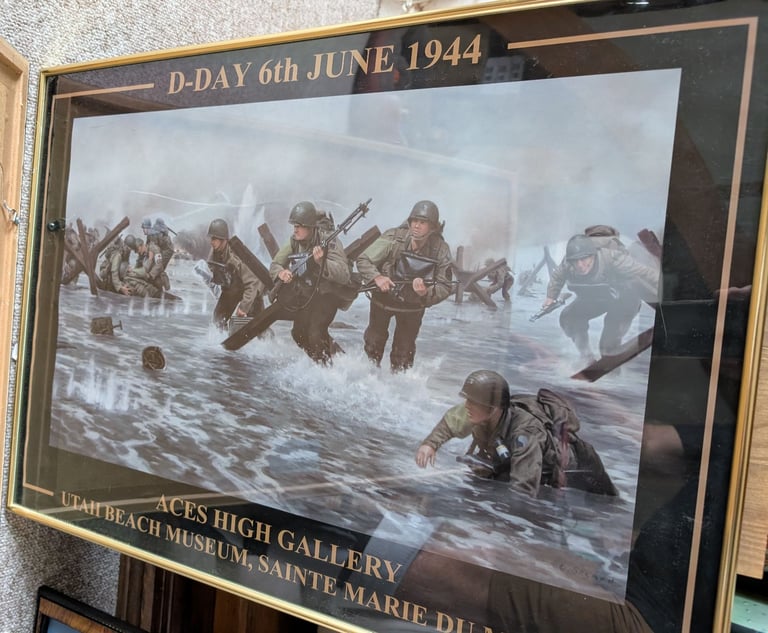 D-DAY 6th JUNE 1944
ACES HIGH GALLERY
UTAH BEACH MUSEUM, SAINTE MARIE DU